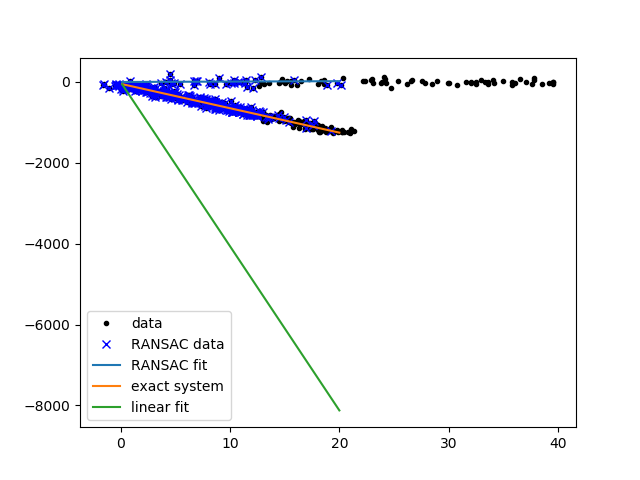 0
−2000
−4000
−6000
−8000
data
RANSAC data
RANSAC fit
exact system
linear fit
0
10
20
30
40